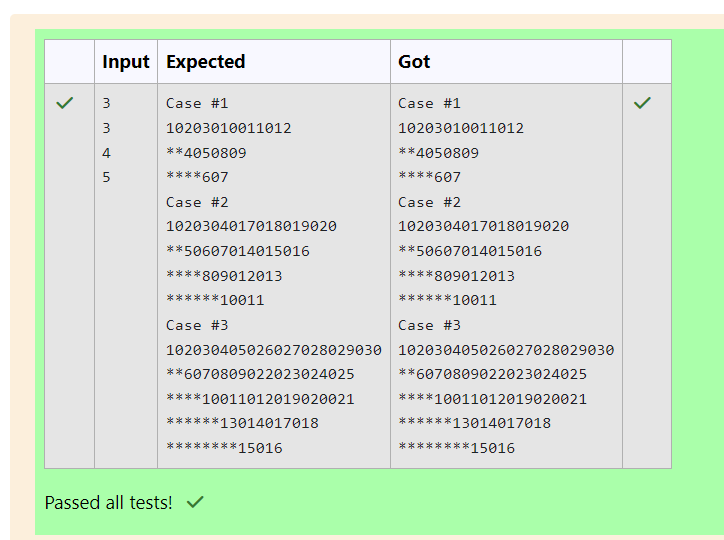 Input Expected Got
3 Case #1 Case #1
3 10203010011012 10203010011012
4 **4050809 **4050809
5 ****607 ****607
Case #2 Case #2
1020304017018019020 1020304017018019020
**50607014015016 **50607014015016
****809012013 ****809012013
******10011 ******10011
Case #3 Case #3
102030405026027028029030 102030405026027028029030
**6070809022023024025 **6070809022023024025
****10011012019020021 ****10011012019020021
******13014017018 ******13014017018
********15016 ********15016
Passed all tests!